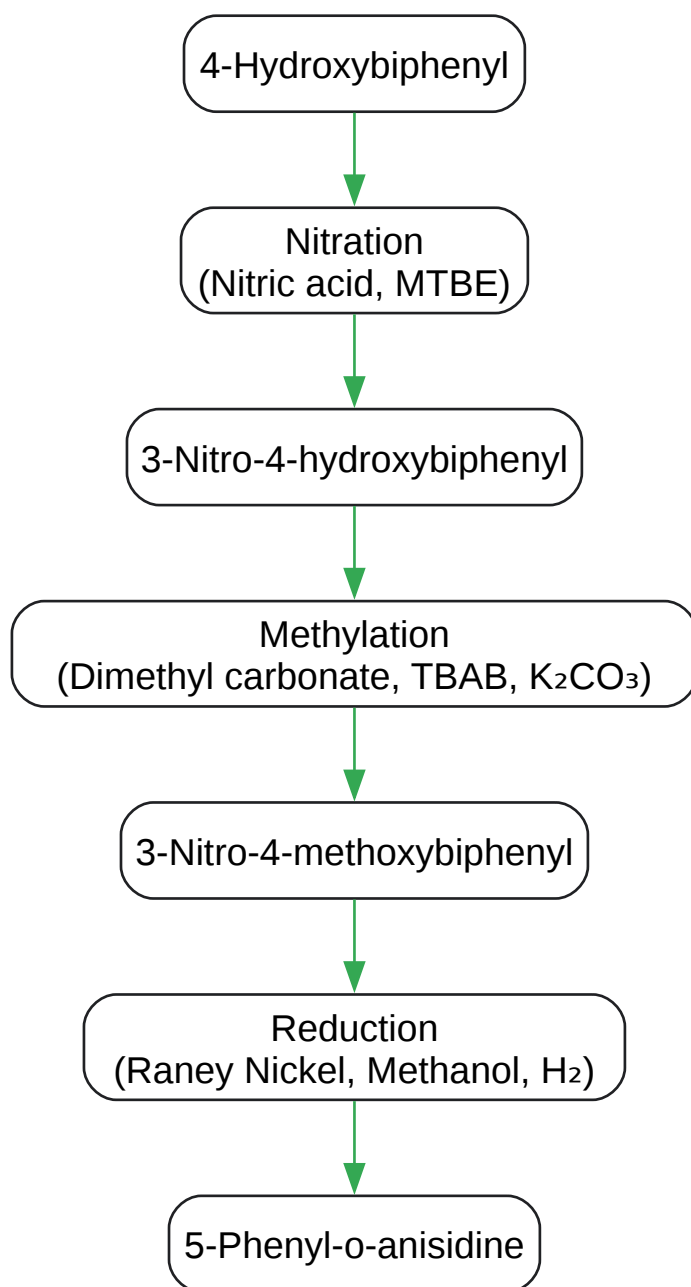 4-Hydroxybiphenyl
Nitration
(Nitric acid, MTBE)
3-Nitro-4-hydroxybiphenyl
Methylation
(Dimethyl carbonate, TBAB, K₂CO₃)
3-Nitro-4-methoxybiphenyl
Reduction
(Raney Nickel, Methanol, H₂)
5-Phenyl-o-anisidine